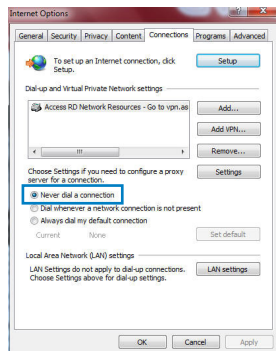 Internet Options
General Security Privacy Content Connections Programs Advanced
To set up an Internet connection, click
Setup.
Setup
Dial-up and Virtual Private Network settings
Access RD Network Resources - Go to vpn.as
Add...
Add VPN...
Remove...
Choose Settings if you need to configure a proxy
server for a connection.
Settings
Never dial a connection
Dial whenever a network connection is not present
Always dial my default connection
Current None
Set default
Local Area Network (LAN) settings
LAN Settings do not apply to dial-up connections.
Choose Settings above for dial-up settings.
LAN settings
OK Cancel Apply